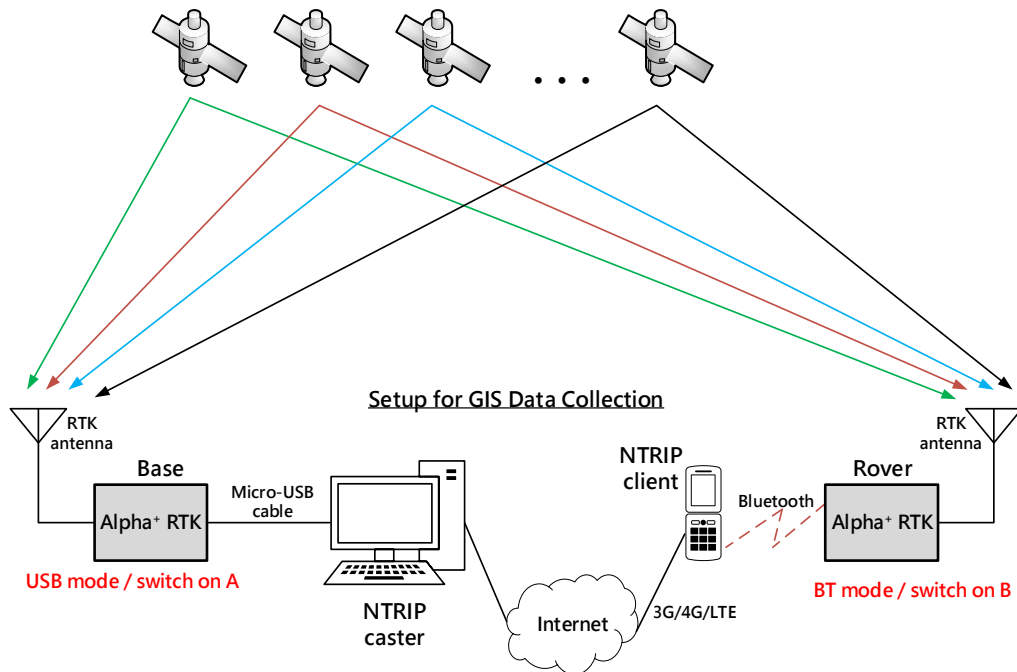 . . .
Setup for GIS Data Collection
RTK
antenna
RTK
antenna
Base
Alpha⁺ RTK
Micro-USB
cable
USB mode / switch on A
NTRIP
caster
Internet
3G/4G/LTE
NTRIP
client
Bluetooth
Rover
Alpha⁺ RTK
BT mode / switch on B